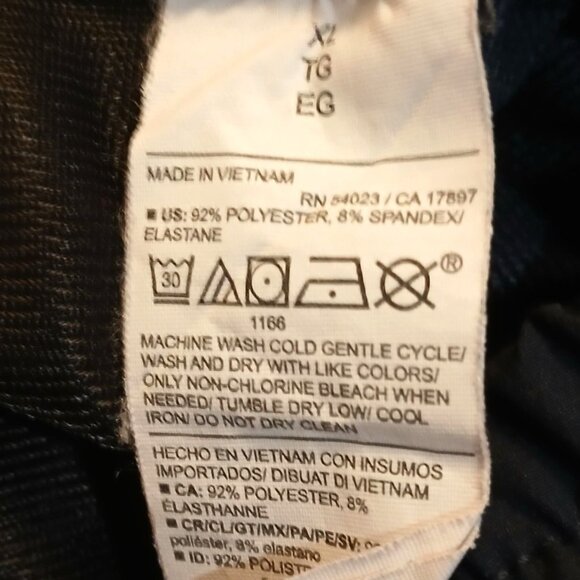 XL
TG
EG
MADE IN VIETNAM
RN 54023 / CA 17897
■ US: 92% POLYESTER, 8% SPANDEX/
ELASTANE
30
®
1166
MACHINE WASH COLD GENTLE CYCLE/
WASH AND DRY WITH LIKE COLORS/
ONLY NON-CHLORINE BLEACH WHEN
NEEDED/ TUMBLE DRY LOW/ COOL
IRON/ DO NOT DRY CLEAN
HECHO EN VIETNAM CON INSUMOS
IMPORTADOS/ DIBUAT DI VIETNAM
■ CA: 92% POLYESTER, 8%
ÉLASTHANNE
■ CR/CL/GT/MX/PA/PE/SV:
poliéster, 8% elastano
■ ID: 92%